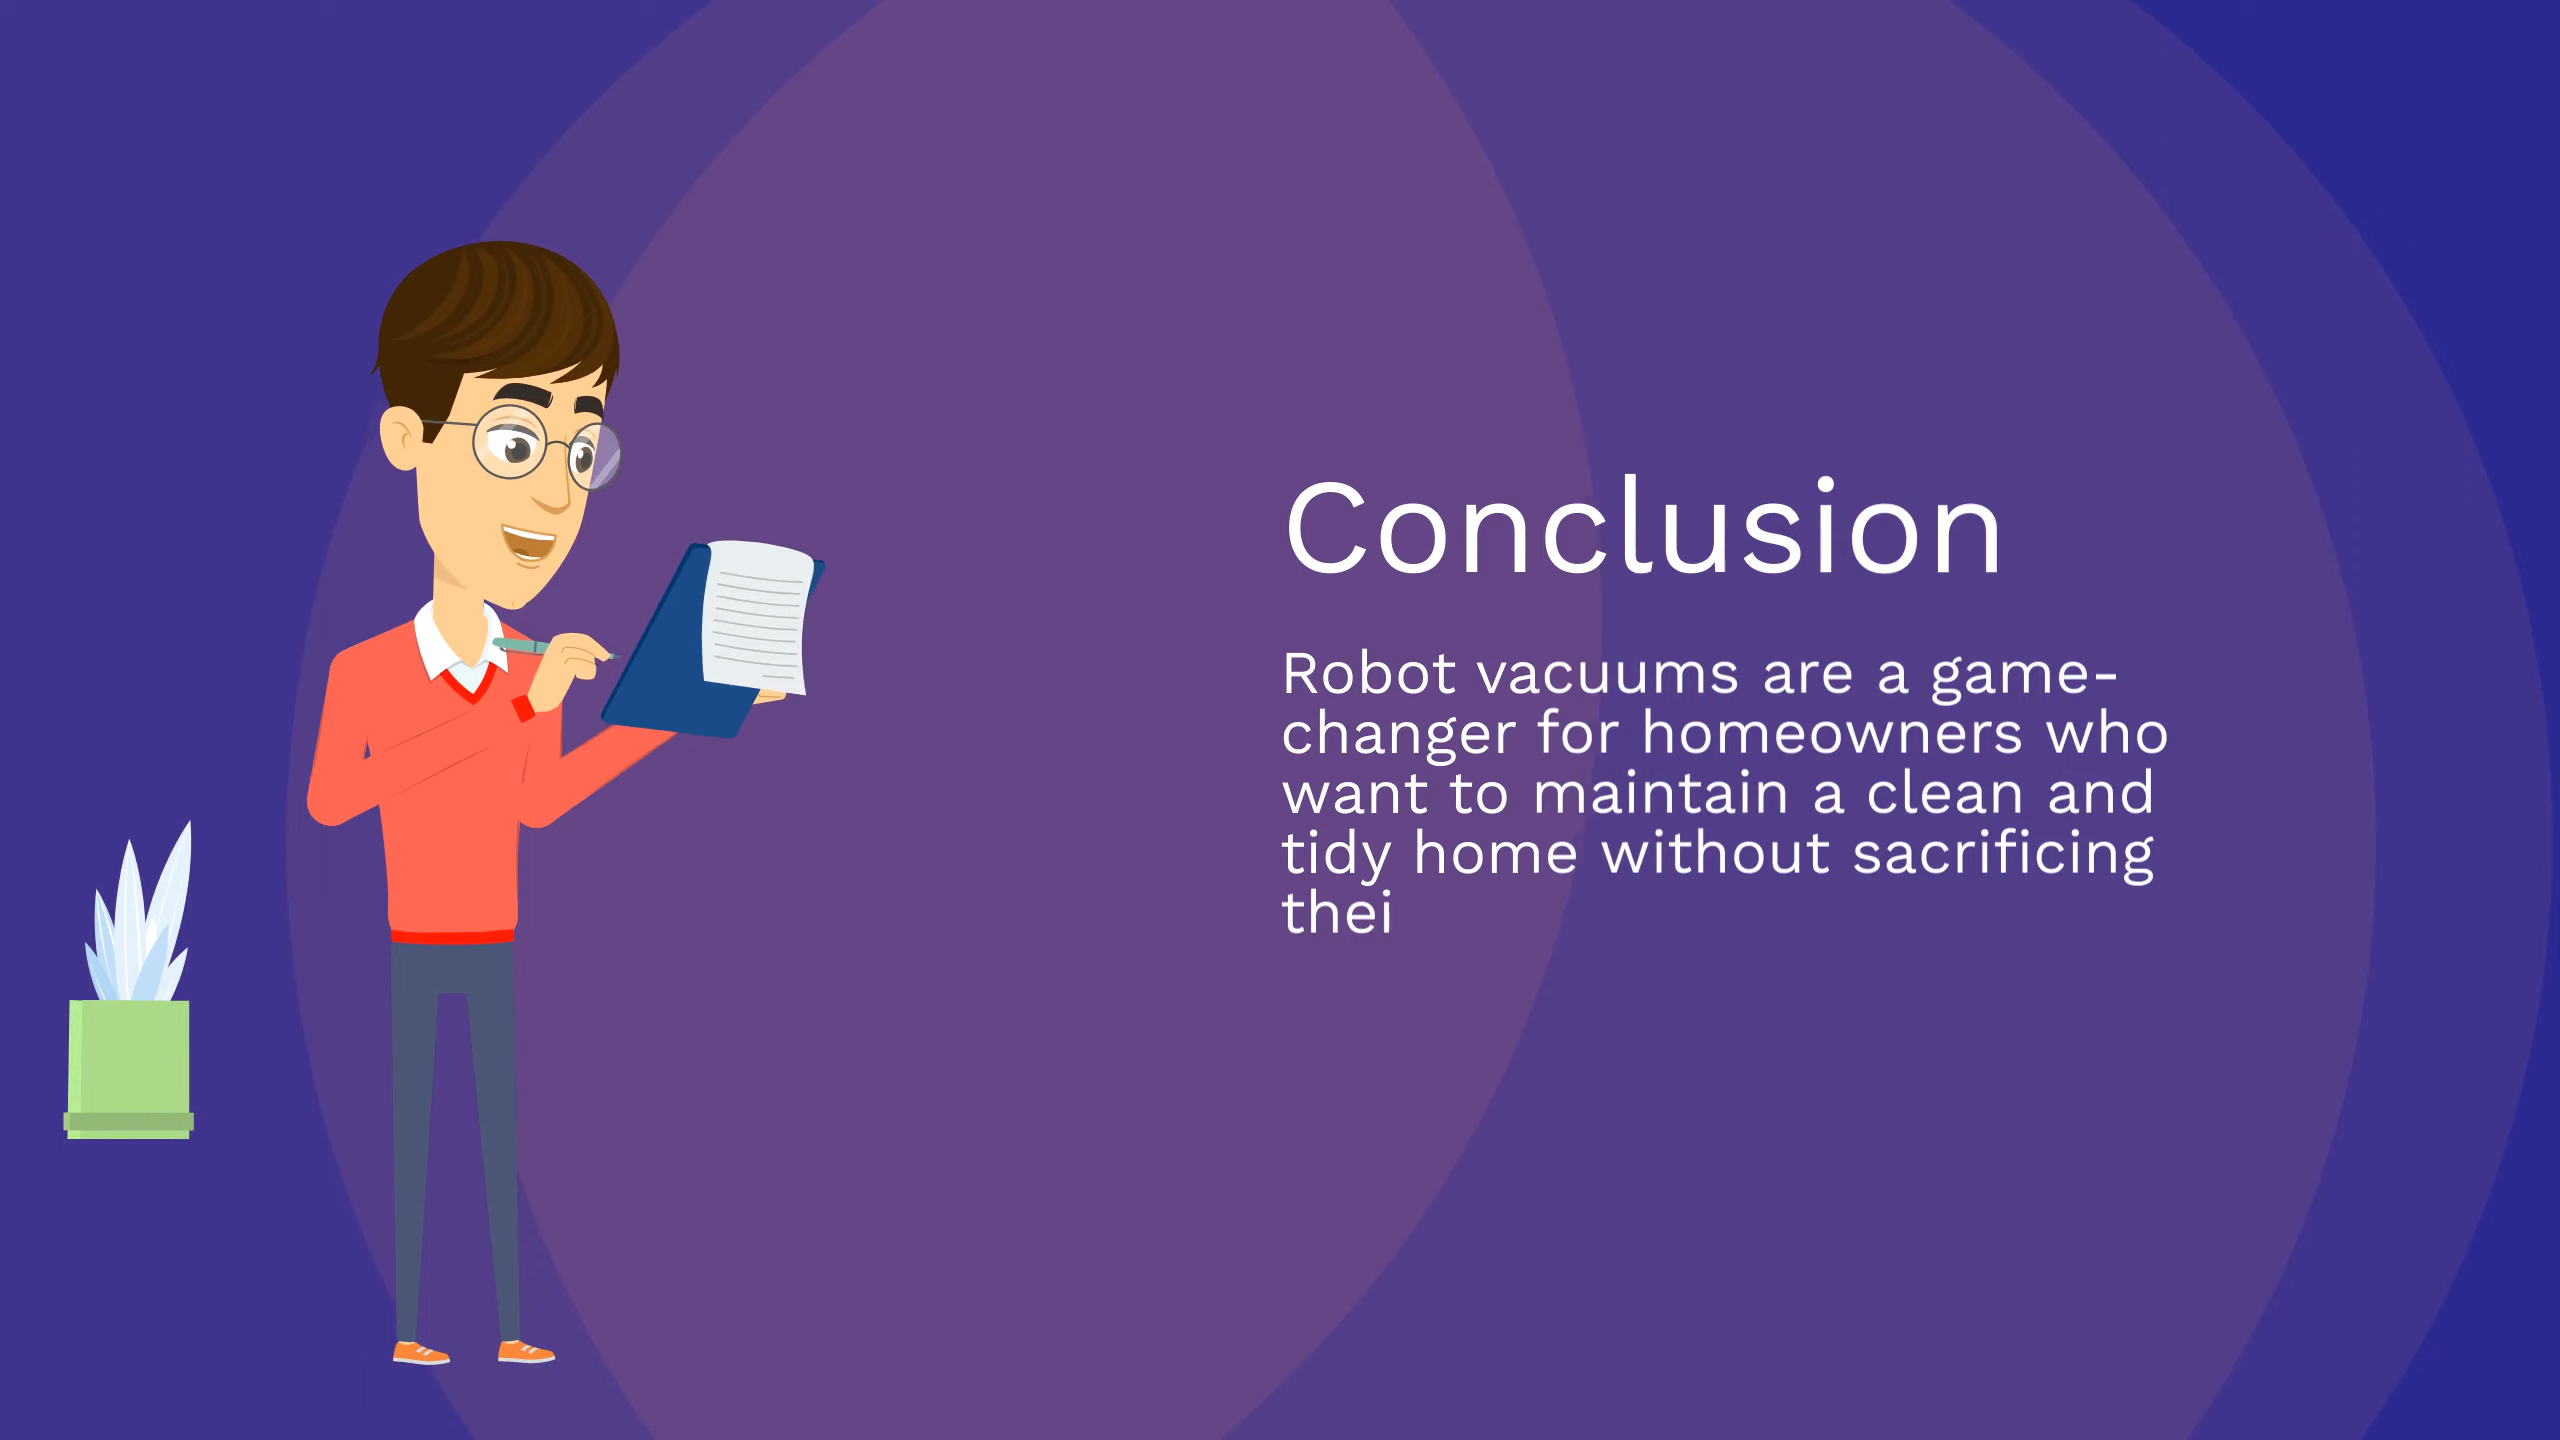 Conclusion
Robot vacuums are a game-
changer for homeowners who
want to maintain a clean and
tidy home without sacrificing
thei